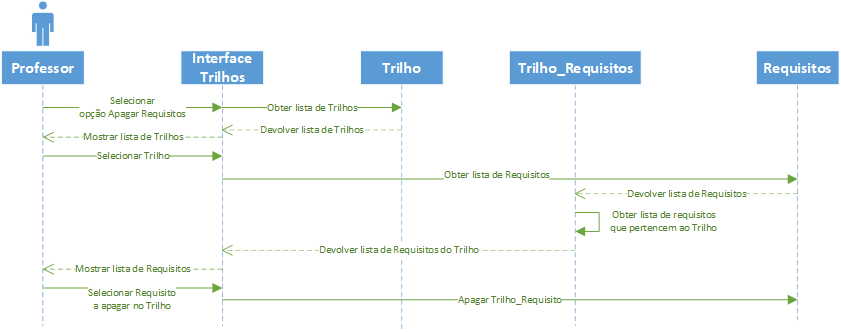 Professor
Interface
Trilhos
Trilho
Trilho_Requisitos
Requisitos
Selecionar
opção Apagar Requisitos
Obter lista de Trilhos
Devolver lista de Trilhos
Mostrar lista de Trilhos
Selecionar Trilho
Obter lista de Requisitos
Devolver lista de Requisitos
Obter lista de requisitos
que pertencem ao Trilho
Devolver lista de Requisitos do Trilho
Mostrar lista de Requisitos
Selecionar Requisito
a apagar no Trilho
Apagar Trilho_Requisito